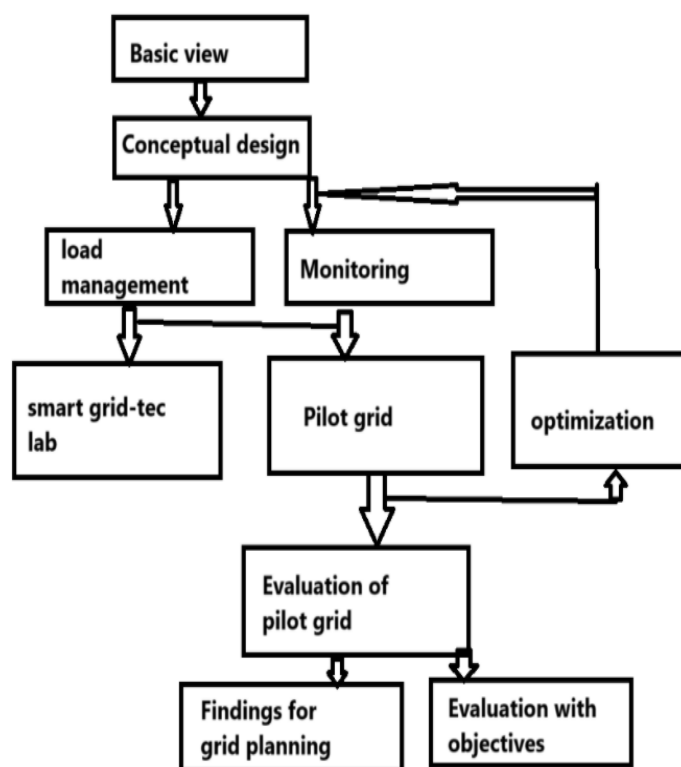 Basic view
Conceptual design
load
management
Monitoring
smart grid-tec
lab
Pilot grid
optimization
Evaluation of
pilot grid
Findings for
grid planning
Evaluation with
objectives